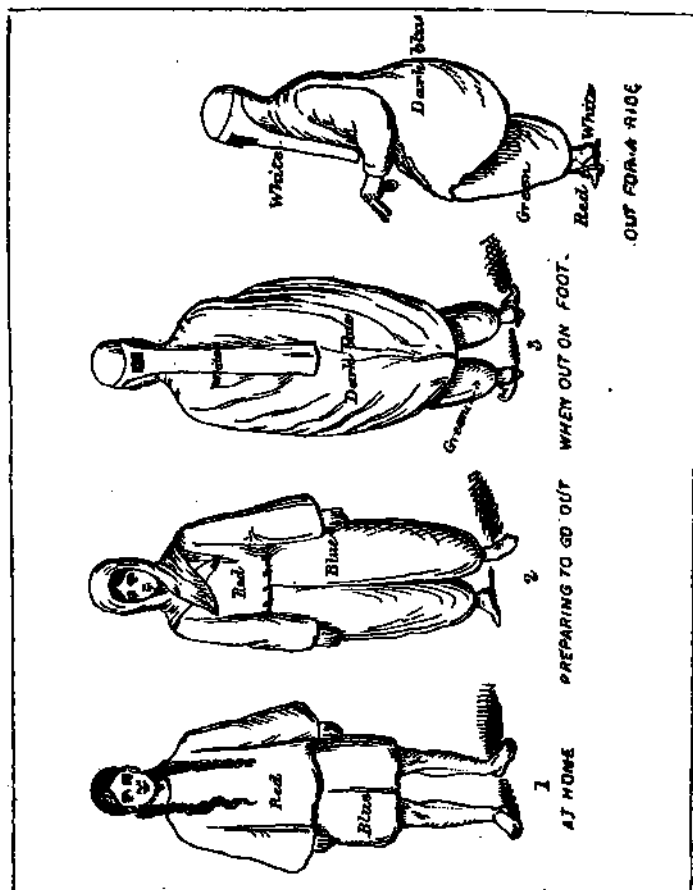 Red
Blue
1
AT HOME
Red
Blue
2
PREPARING TO GO OUT
White
Dark blue
Green
3
WHEN OUT ON FOOT.
White
Dark blue
Green
Red
White
OUT FOR A RIDE